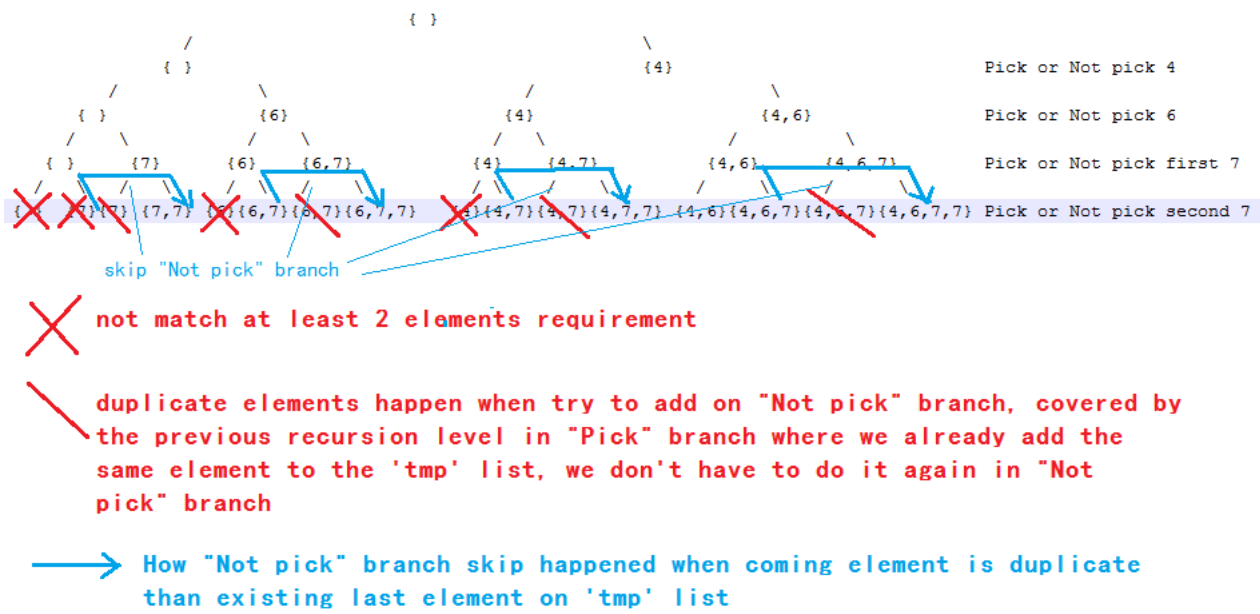 { }
/ \
{ } {4} Pick or Not pick 4
/ \ / \
{ } {6} {4} {4,6} Pick or Not pick 6
/ \ / \ / \ / \
{ } {7} {6} {6,7} {4} {4,7} {4,6} {4,6,7} Pick or Not pick first 7
/ \ / \ / \ / \ / \ / \ / \ / \
{ } {7}{7} {7,7} {6}{6,7}{6,7}{6,7,7} {4}{4,7}{4,7}{4,7,7} {4,6}{4,6,7}{4,6,7}{4,6,7,7} Pick or Not pick second 7
skip "Not pick" branch
not match at least 2 elements requirement
duplicate elements happen when try to add on "Not pick" branch, covered by
the previous recursion level in "Pick" branch where we already add the
same element to the 'tmp' list, we don't have to do it again in "Not
pick" branch
How "Not pick" branch skip happened when coming element is duplicate
than existing last element on 'tmp' list